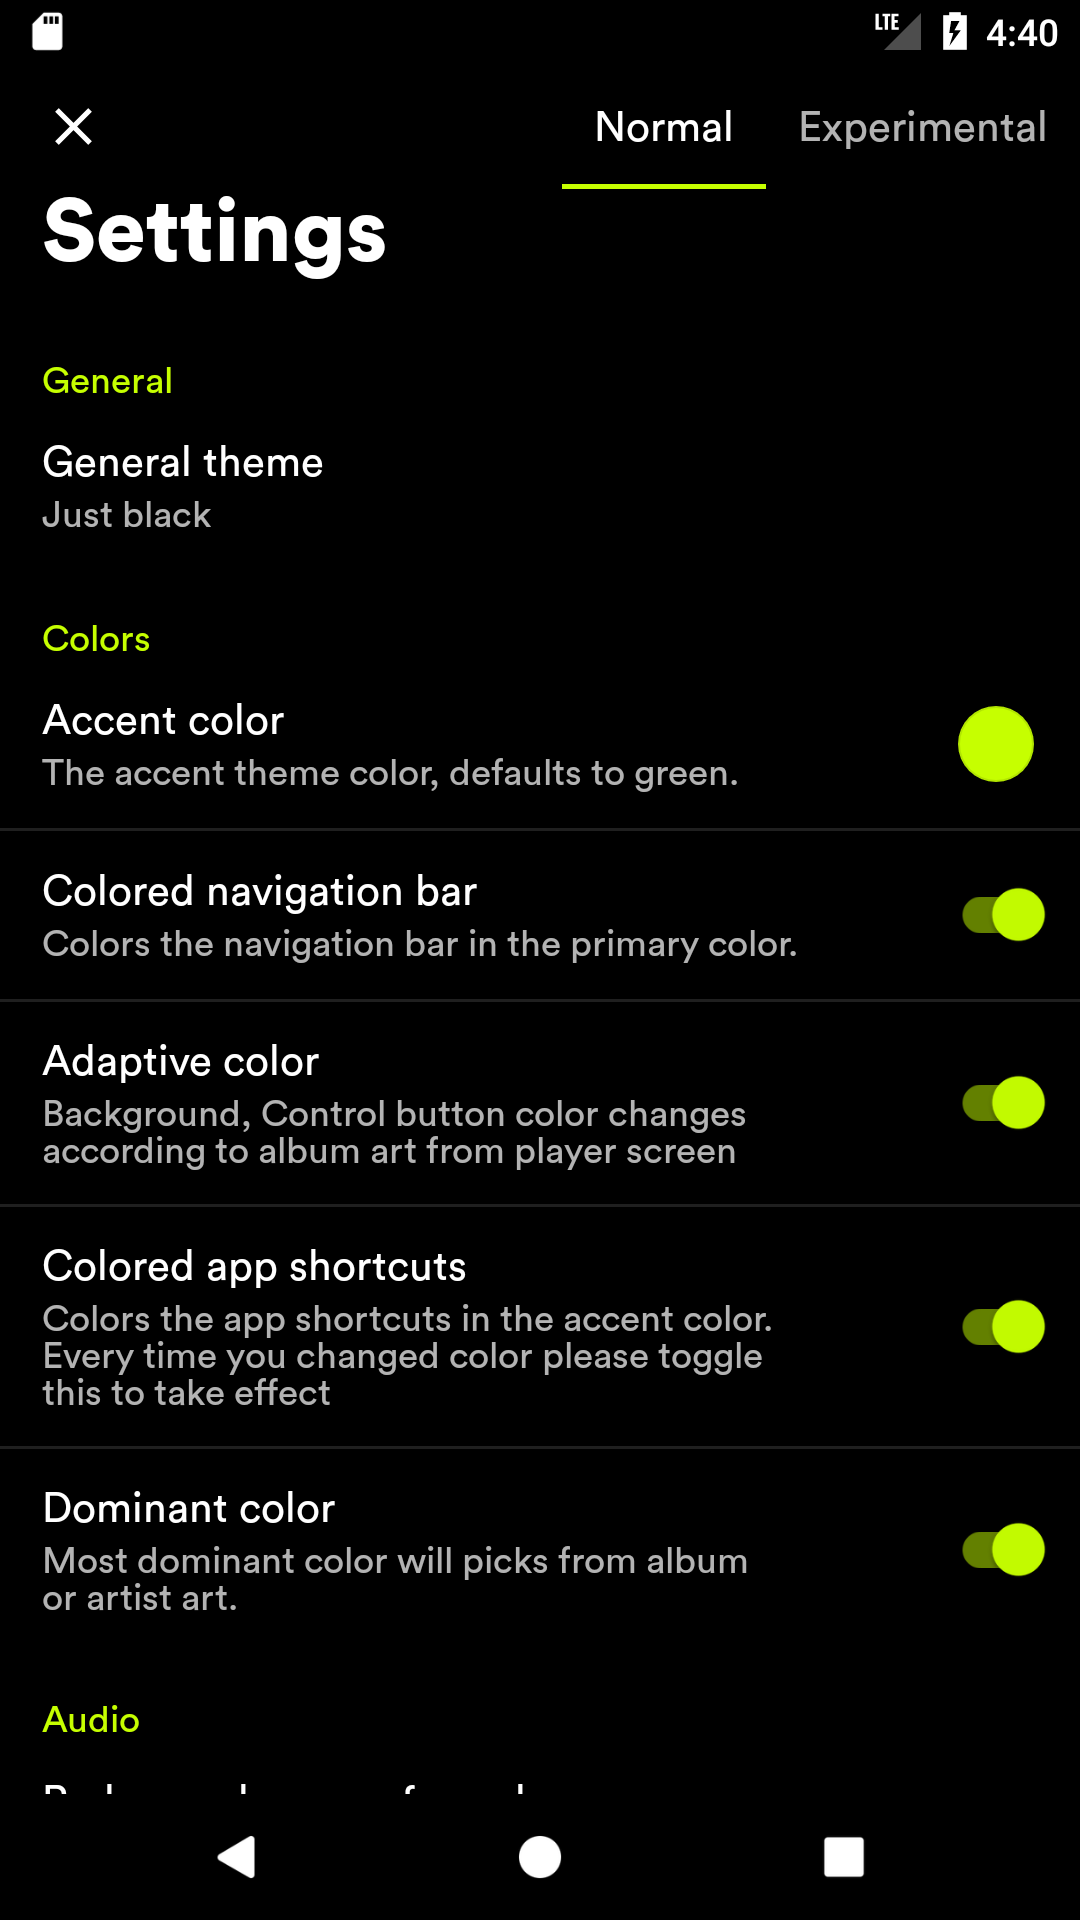 LTE 4:40
Normal Experimental
Settings
General
General theme
Just black
Colors
Accent color
The accent theme color, defaults to green.
Colored navigation bar
Colors the navigation bar in the primary color.
Adaptive color
Background, Control button color changes
according to album art from player screen
Colored app shortcuts
Colors the app shortcuts in the accent color.
Every time you changed color please toggle
this to take effect
Dominant color
Most dominant color will picks from album
or artist art.
Audio